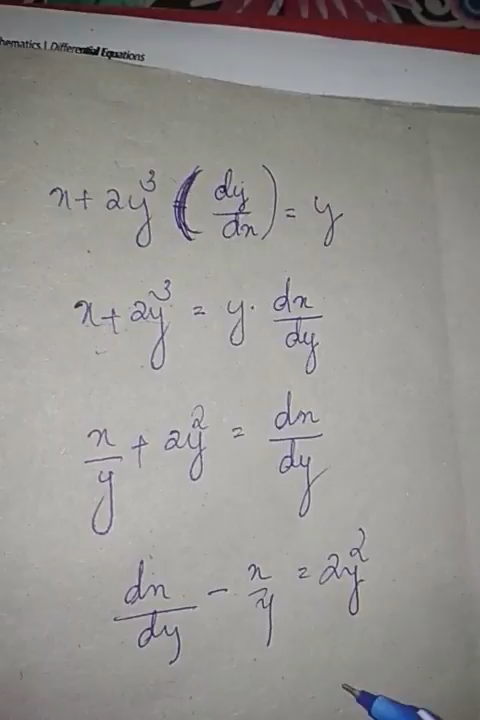 hematics | Differential Equations
x + 2y³ (dy/dx) = y
x + 2y³ = y · dx/dy
x/y + 2y² = dx/dy
dx/dy - x/y = 2y²